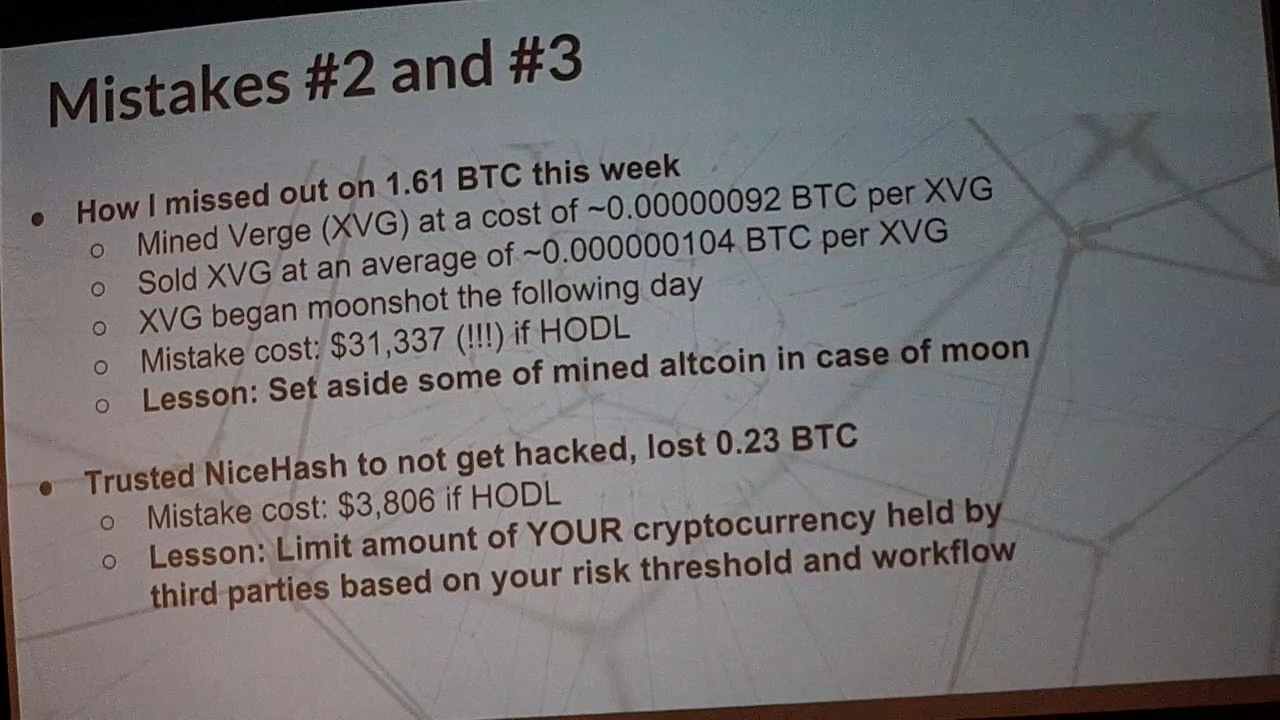 Mistakes #2 and #3
● How I missed out on 1.61 BTC this week
○ Mined Verge (XVG) at a cost of ~0.00000092 BTC per XVG
○ Sold XVG at an average of ~0.000000104 BTC per XVG
○ XVG began moonshot the following day
○ Mistake cost: $31,337 (!!!) if HODL
○ Lesson: Set aside some of mined altcoin in case of moon
● Trusted NiceHash to not get hacked, lost 0.23 BTC
○ Mistake cost: $3,806 if HODL
○ Lesson: Limit amount of YOUR cryptocurrency held by
third parties based on your risk threshold and workflow